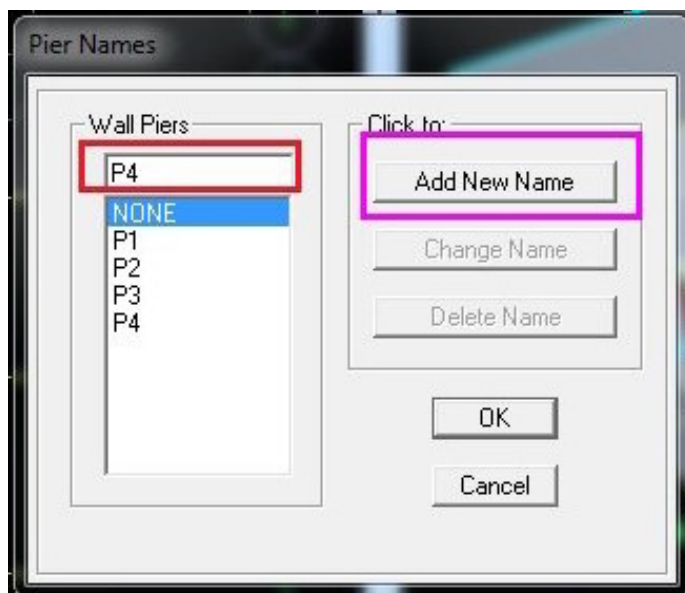 Pier Names
Wall Piers
P4
NONE
P1
P2
P3
P4
Click to:
Add New Name
Change Name
Delete Name
OK
Cancel